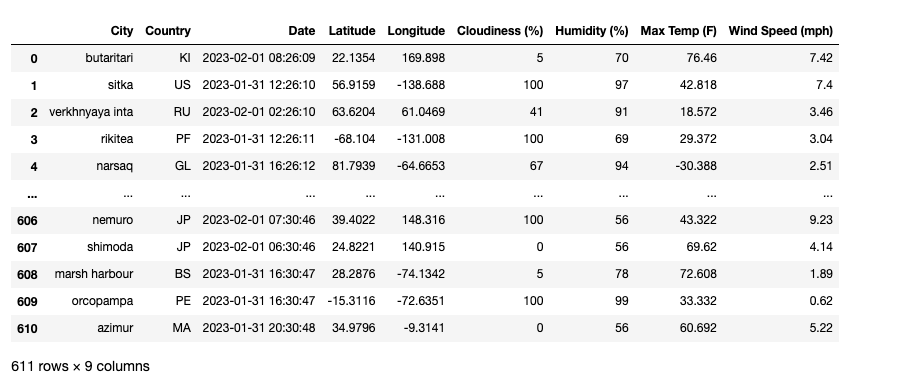 City Country Date Latitude Longitude Cloudiness (%) Humidity (%) Max Temp (F) Wind Speed (mph)
0 butaritari KI 2023-02-01 08:26:09 22.1354 169.898 5 70 76.46 7.42
1 sitka US 2023-01-31 12:26:10 56.9159 -138.688 100 97 42.818 7.4
2 verkhnyaya inta RU 2023-02-01 02:26:10 63.6204 61.0469 41 91 18.572 3.46
3 rikitea PF 2023-01-31 12:26:11 -68.104 -131.008 100 69 29.372 3.04
4 narsaq GL 2023-01-31 16:26:12 81.7939 -64.6653 67 94 -30.388 2.51
... ... ... ... ... ... ... ... ... ...
606 nemuro JP 2023-02-01 07:30:46 39.4022 148.316 100 56 43.322 9.23
607 shimoda JP 2023-02-01 06:30:46 24.8221 140.915 0 56 69.62 4.14
608 marsh harbour BS 2023-01-31 16:30:47 28.2876 -74.1342 5 78 72.608 1.89
609 orcopampa PE 2023-01-31 16:30:47 -15.3116 -72.6351 100 99 33.332 0.62
610 azimur MA 2023-01-31 20:30:48 34.9796 -9.3141 0 56 60.692 5.22
611 rows × 9 columns